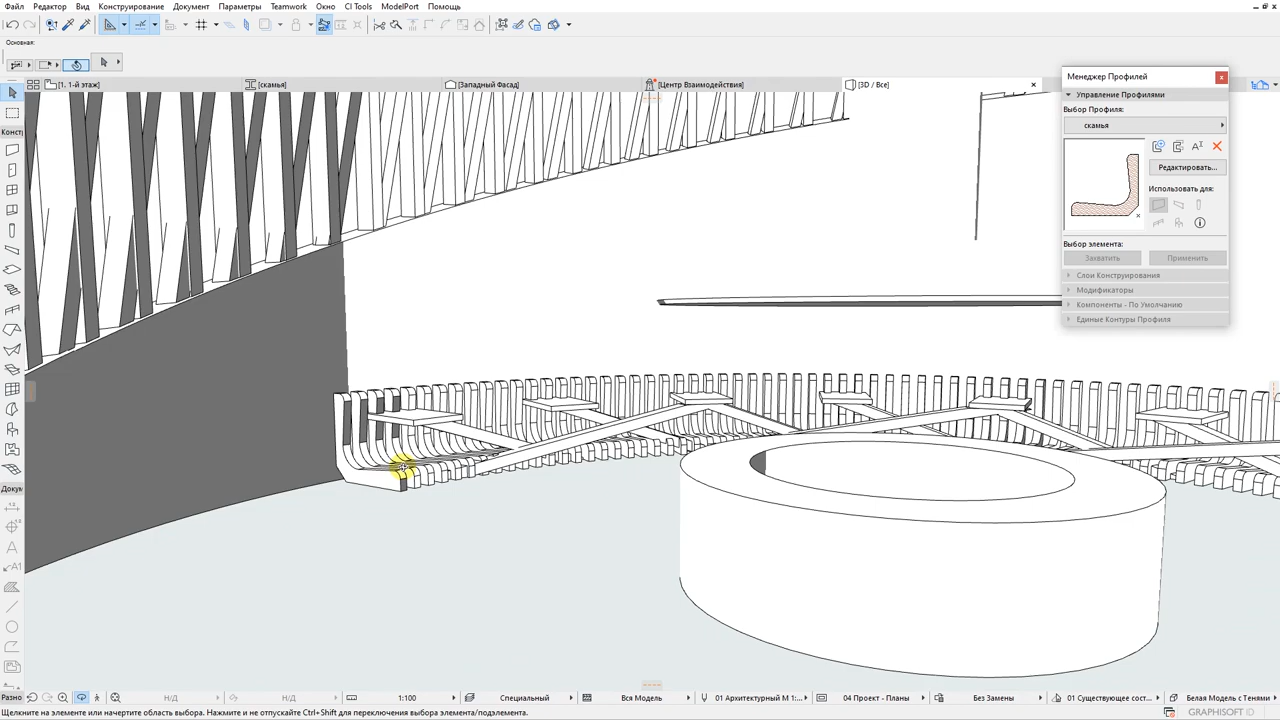 Файл Редактор Вид Конструирование Документ Параметры Teamwork Окно CI Tools ModelPort Помощь
Основная:
[1. 1-й этаж] [скамья] [Западный Фасад] [Центр Взаимодействия] [3D / Все]
Конст
Докум
Разно
Менеджер Профилей
Управление Профилями
Выбор Профиля:
скамья
Редактировать...
Использовать для:
Выбор элемента:
Захватить Применить
Слои Конструирования
Модификаторы
Компоненты - По Умолчанию
Единые Контуры Профиля
Н/Д Н/Д 1:100 Специальный Вся Модель 01 Архитектурный М 1:... 04 Проект - Планы Без Замены 01 Существующее сост... Белая Модель с Тенями
Щелкните на элементе или начертите область выбора. Нажмите и не отпускайте Ctrl+Shift для переключения выбора элемента/подэлемента.
GRAPHISOFT ID